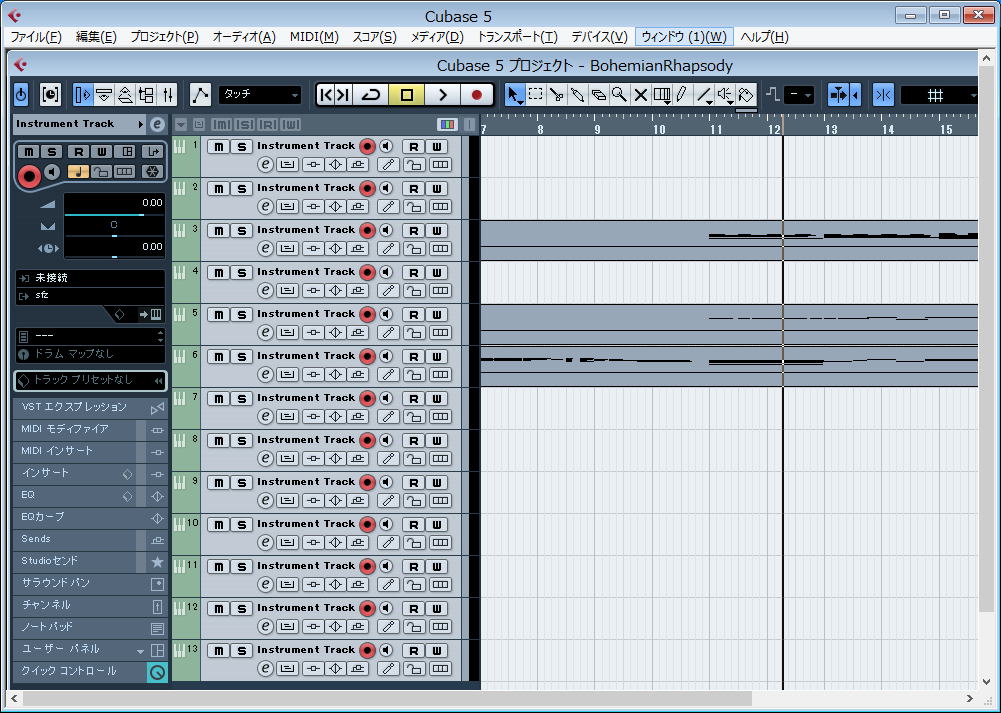 Cubase 5
ファイル(F) 編集(E) プロジェクト(P) オーディオ(A) MIDI(M) スコア(S) メディア(D) トランスポート(T) デバイス(V) ウィンドウ (1)(W) ヘルプ(H)
Cubase 5 プロジェクト - BohemianRhapsody
タッチ
Instrument Track
7 8 9 10 11 12 13 14 15
M S R W
0.00
C
0.00
未接続
sfz
---
ドラム マップなし
トラック プリセットなし
VST エクスプレッション
MIDI モディファイア
MIDI インサート
インサート
EQ
EQカーブ
Sends
Studioセンド
サラウンド パン
チャンネル
ノートパッド
ユーザー パネル
クイック コントロール
M S R W
1 M S Instrument Track R W
e
2 M S Instrument Track R W
e
3 M S Instrument Track R W
e
4 M S Instrument Track R W
e
5 M S Instrument Track R W
e
6 M S Instrument Track R W
e
7 M S Instrument Track R W
e
8 M S Instrument Track R W
e
9 M S Instrument Track R W
e
10 M S Instrument Track R W
e
11 M S Instrument Track R W
e
12 M S Instrument Track R W
e
13 M S Instrument Track R W
e